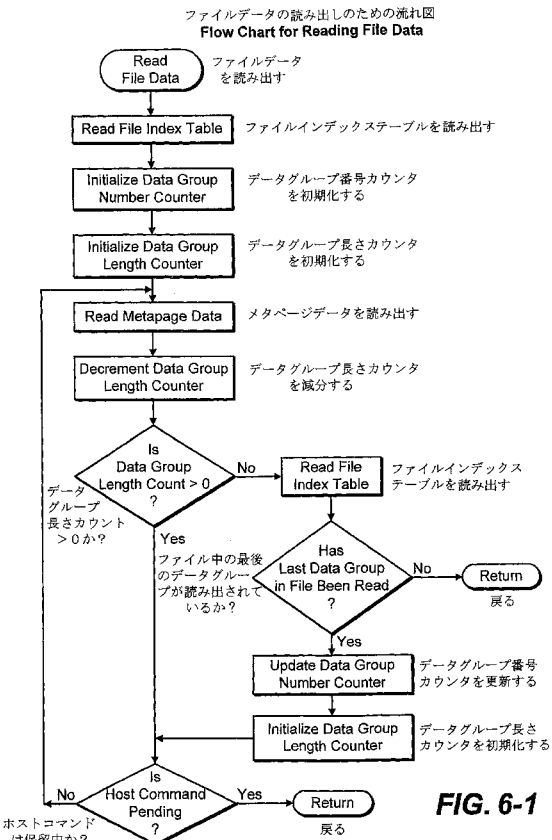 ファイルデータの読み出しのための流れ図
Flow Chart for Reading File Data
Read
File Data
ファイルデータ
を読み出す
Read File Index Table
ファイルインデックステーブルを読み出す
Initialize Data Group
Number Counter
データグループ番号カウンタ
を初期化する
Initialize Data Group
Length Counter
データグループ長さカウンタ
を初期化する
Read Metapage Data
メタページデータを読み出す
Decrement Data Group
Length Counter
データグループ長さカウンタ
を減分する
Is
Data Group
Length Count > 0
?
データ
グループ
長さカウント
>0か?
No
Yes
Read File
Index Table
ファイルインデックス
テーブルを読み出す
Has
Last Data Group
in File Been Read
?
ファイル中の最後
のデータグルー
プが読み出されて
いるか?
No
Return
戻る
Yes
Update Data Group
Number Counter
データグループ番号
カウンタを更新する
Initialize Data Group
Length Counter
データグループ長さ
カウンタを初期化する
Is
Host Command
Pending
?
No
Yes
Return
戻る
ホストコマンド
は保留中か?
FIG. 6-1